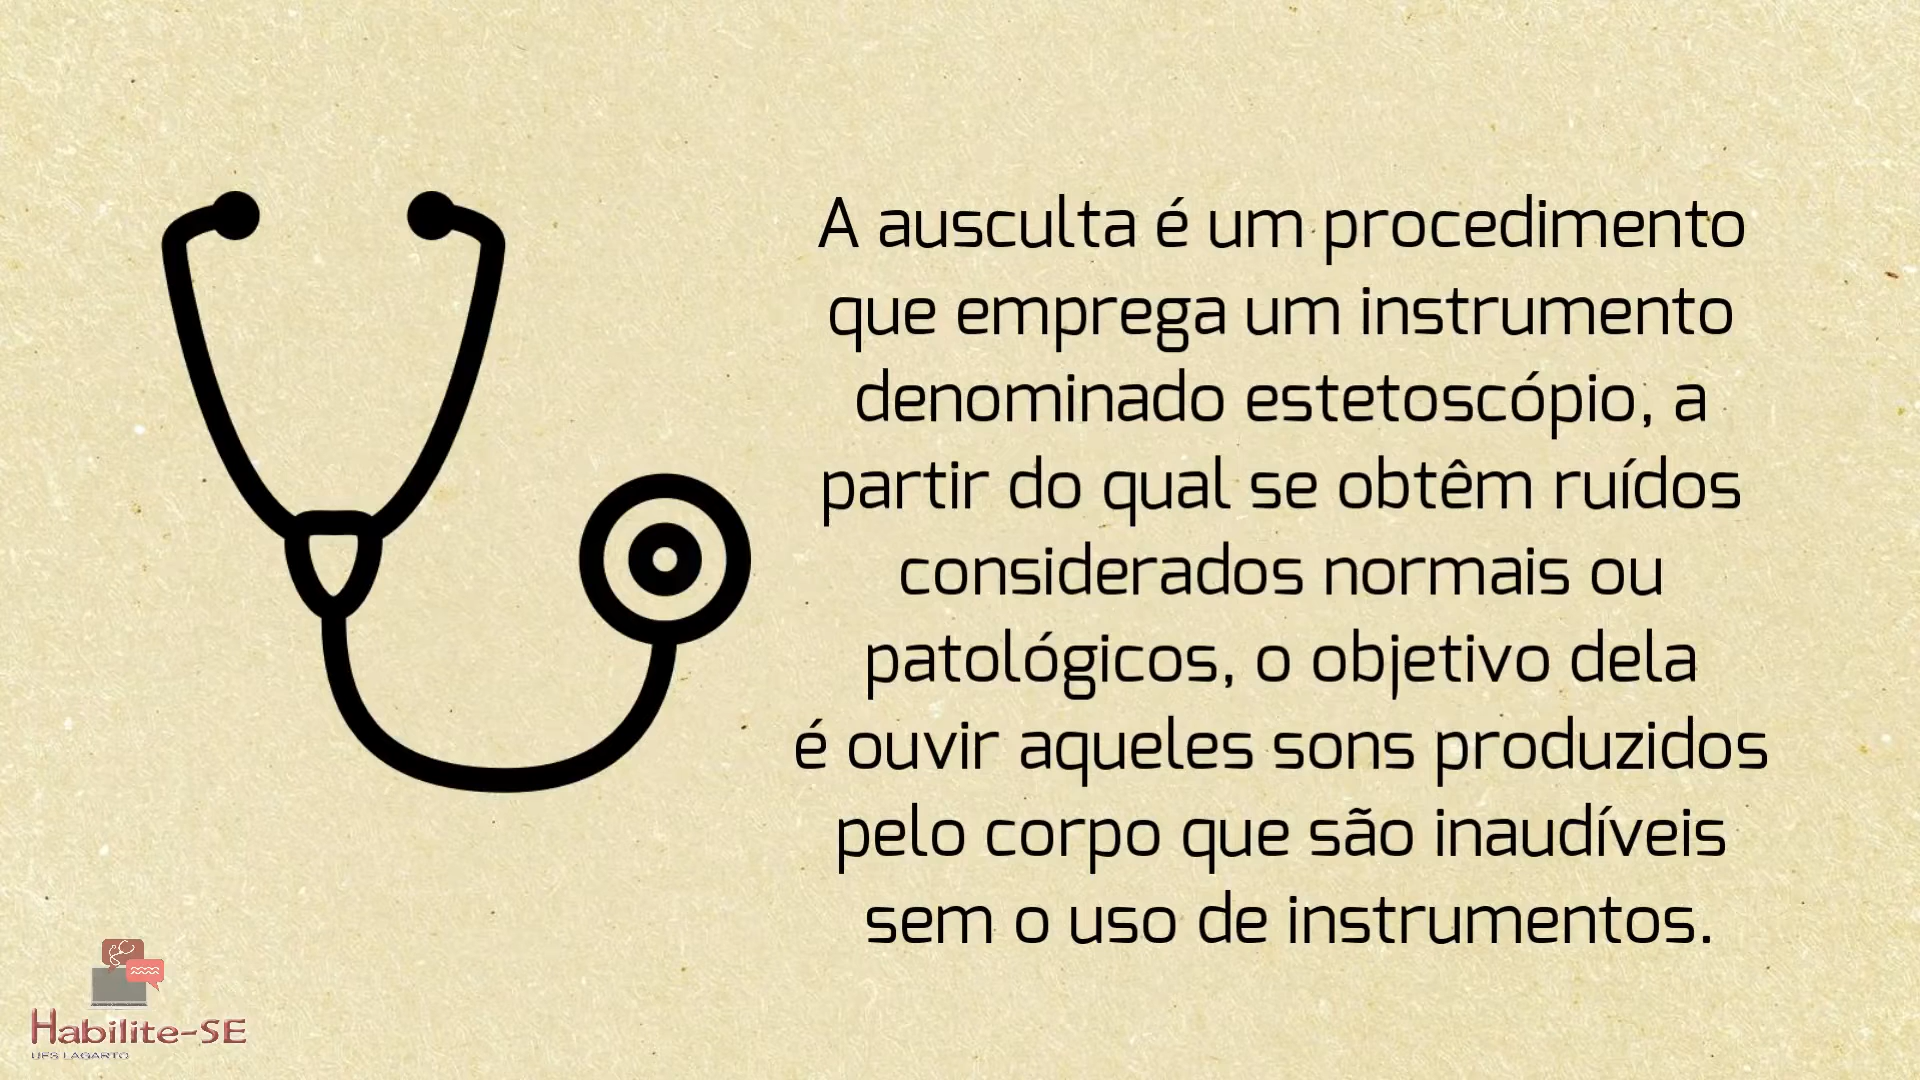 A ausculta é um procedimento
que emprega um instrumento
denominado estetoscópio, a
partir do qual se obtêm ruídos
considerados normais ou
patológicos, o objetivo dela
é ouvir aqueles sons produzidos
pelo corpo que são inaudíveis
sem o uso de instrumentos.
Habilite-SE
UFS LAGARTO